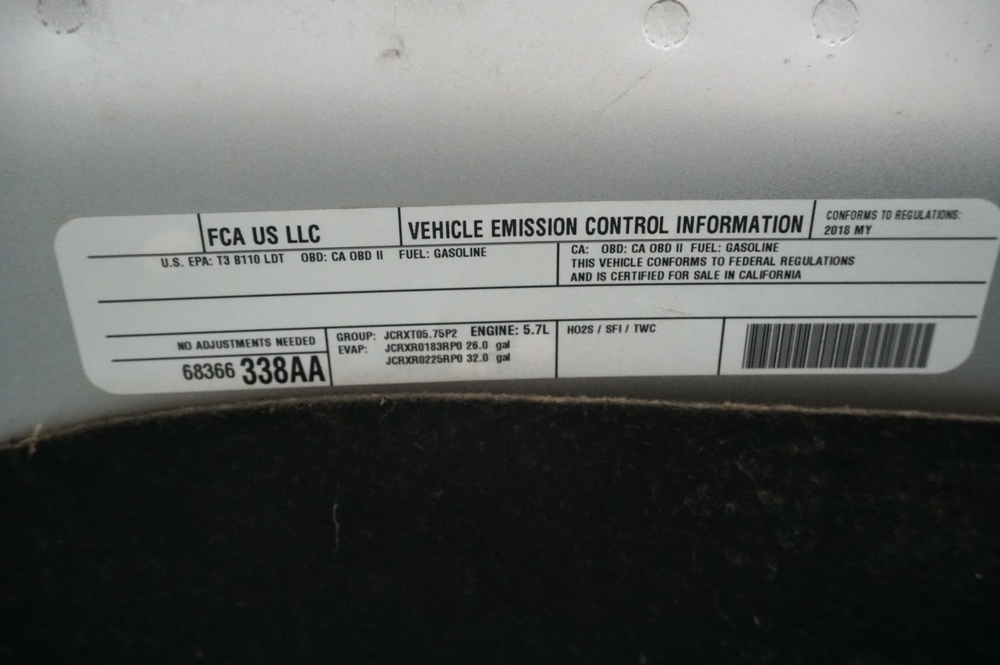 FCA US LLC
VEHICLE EMISSION CONTROL INFORMATION
CONFORMS TO REGULATIONS:
2018 MY
U.S. EPA: T3 B110 LDT OBD: CA OBD II FUEL: GASOLINE
CA: OBD: CA OBD II FUEL: GASOLINE
THIS VEHICLE CONFORMS TO FEDERAL REGULATIONS
AND IS CERTIFIED FOR SALE IN CALIFORNIA
NO ADJUSTMENTS NEEDED
68366 338AA
GROUP: JCRXT05.75P2 ENGINE: 5.7L
EVAP: JCRXR0183RP0 26.0 gal
JCRXR0225RP0 32.0 gal
HO2S / SFI / TWC